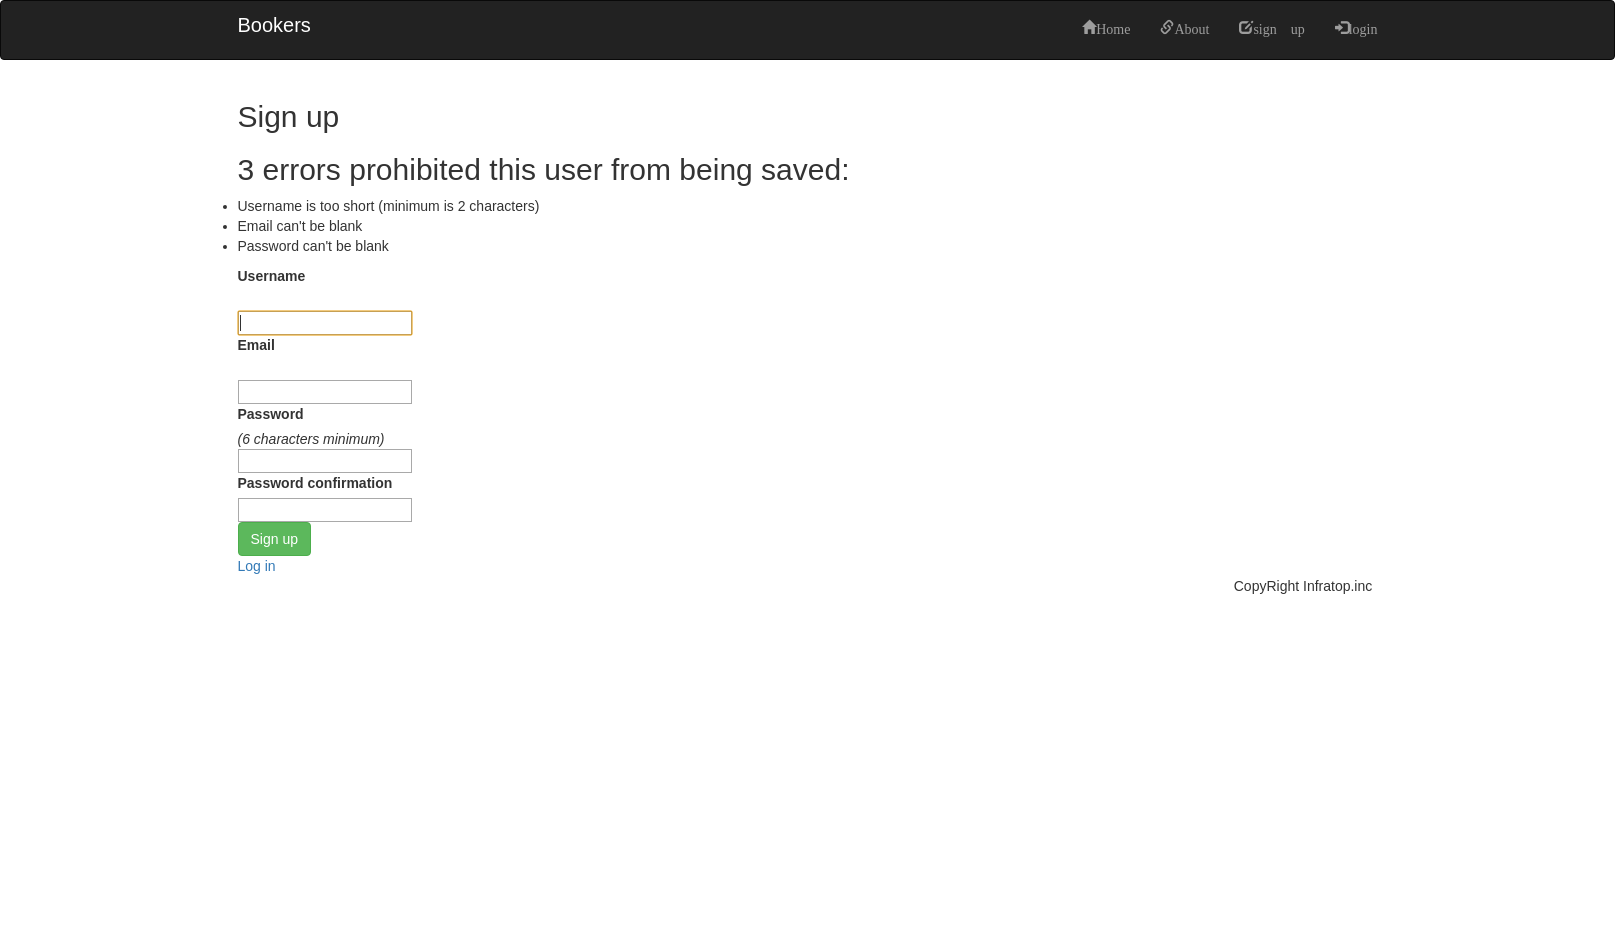 Bookers
Home About sign up login
Sign up
3 errors prohibited this user from being saved:
Username is too short (minimum is 2 characters)
Email can't be blank
Password can't be blank
Username
Email
Password
(6 characters minimum)
Password confirmation
Sign up
Log in
CopyRight Infratop.inc